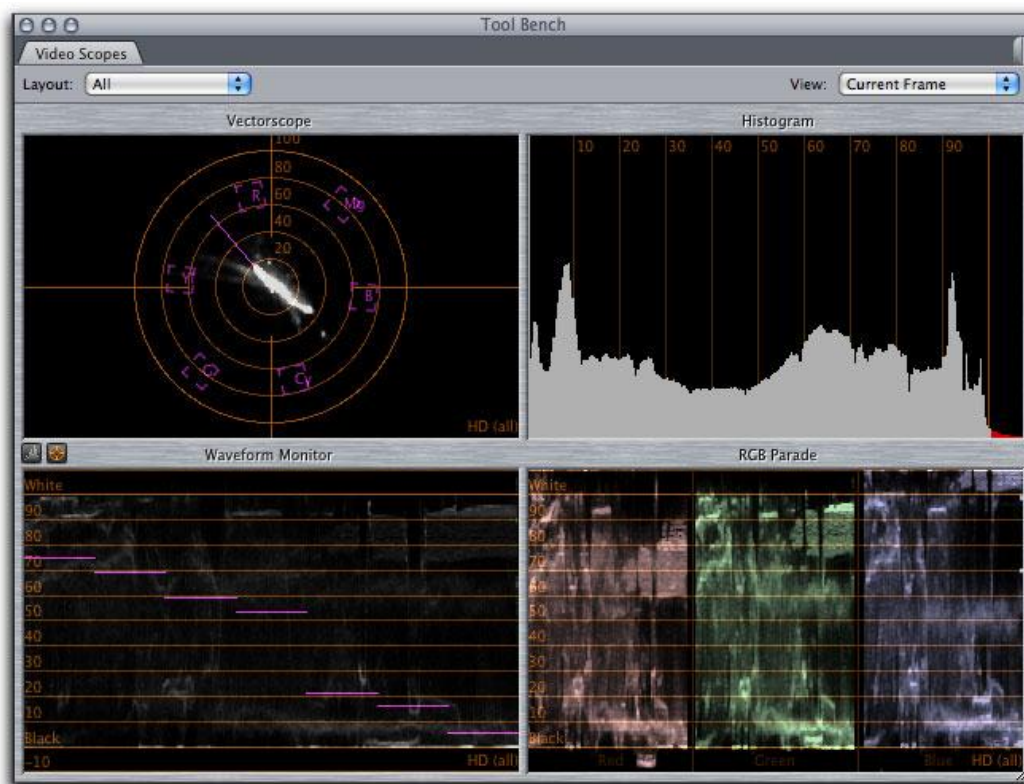 Tool Bench
Video Scopes
Layout: All
View: Current Frame
Vectorscope
100
80
60
40
20
R
Mg
B
Cy
G
Y
HD (all)
Histogram
10 20 30 40 50 60 70 80 90
Waveform Monitor
White
90
80
70
60
50
40
30
20
10
Black
-10
HD (all)
RGB Parade
White
90
80
70
60
50
40
30
20
10
Black
Red
Green
Blue
HD (all)